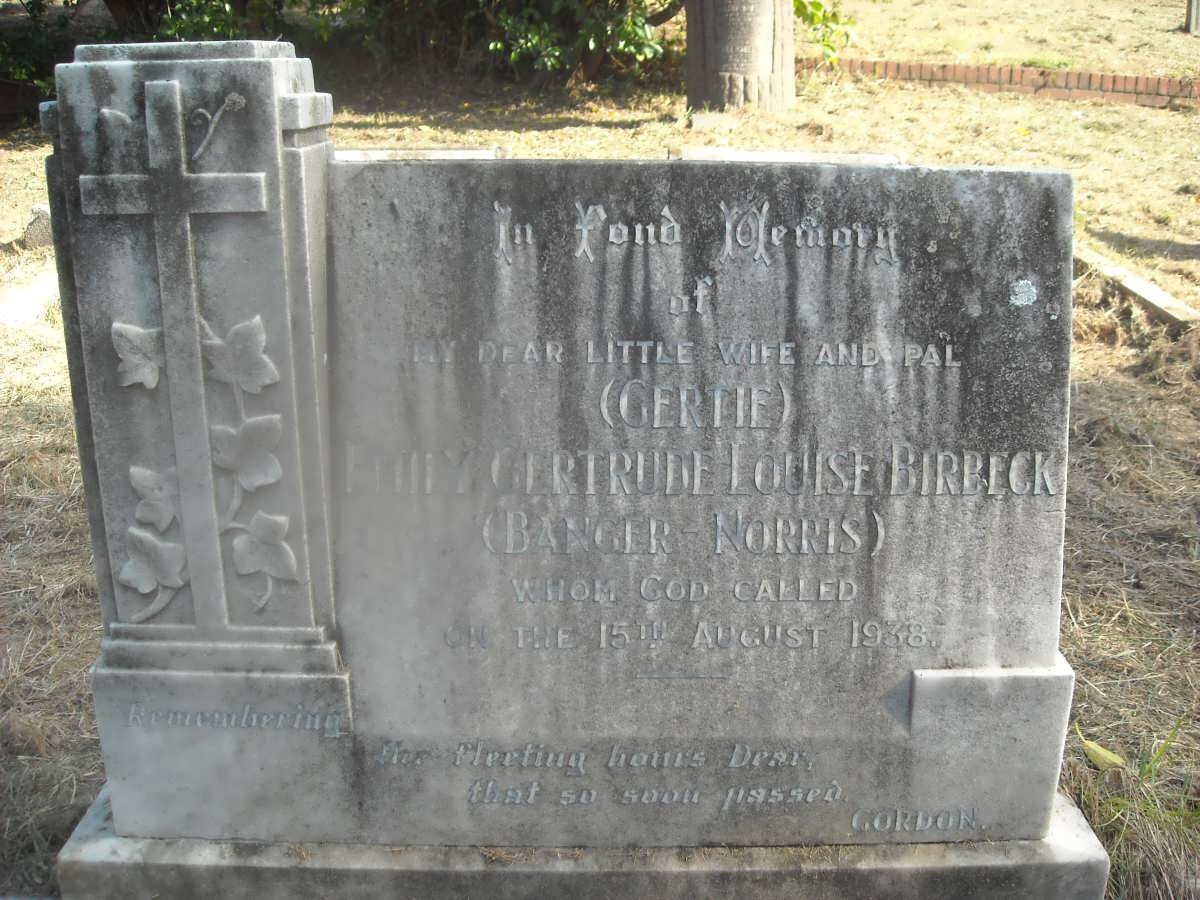 In Fond Memory
of
MY DEAR LITTLE WIFE AND PAL
(GERTIE)
EMILY GERTRUDE LOUISE BIRBECK
(BANGER-NORRIS)
WHOM GOD CALLED
ON THE 15TH AUGUST 1938.
Remembering
the fleeting hours Dear,
that so soon passed.
GORDON.